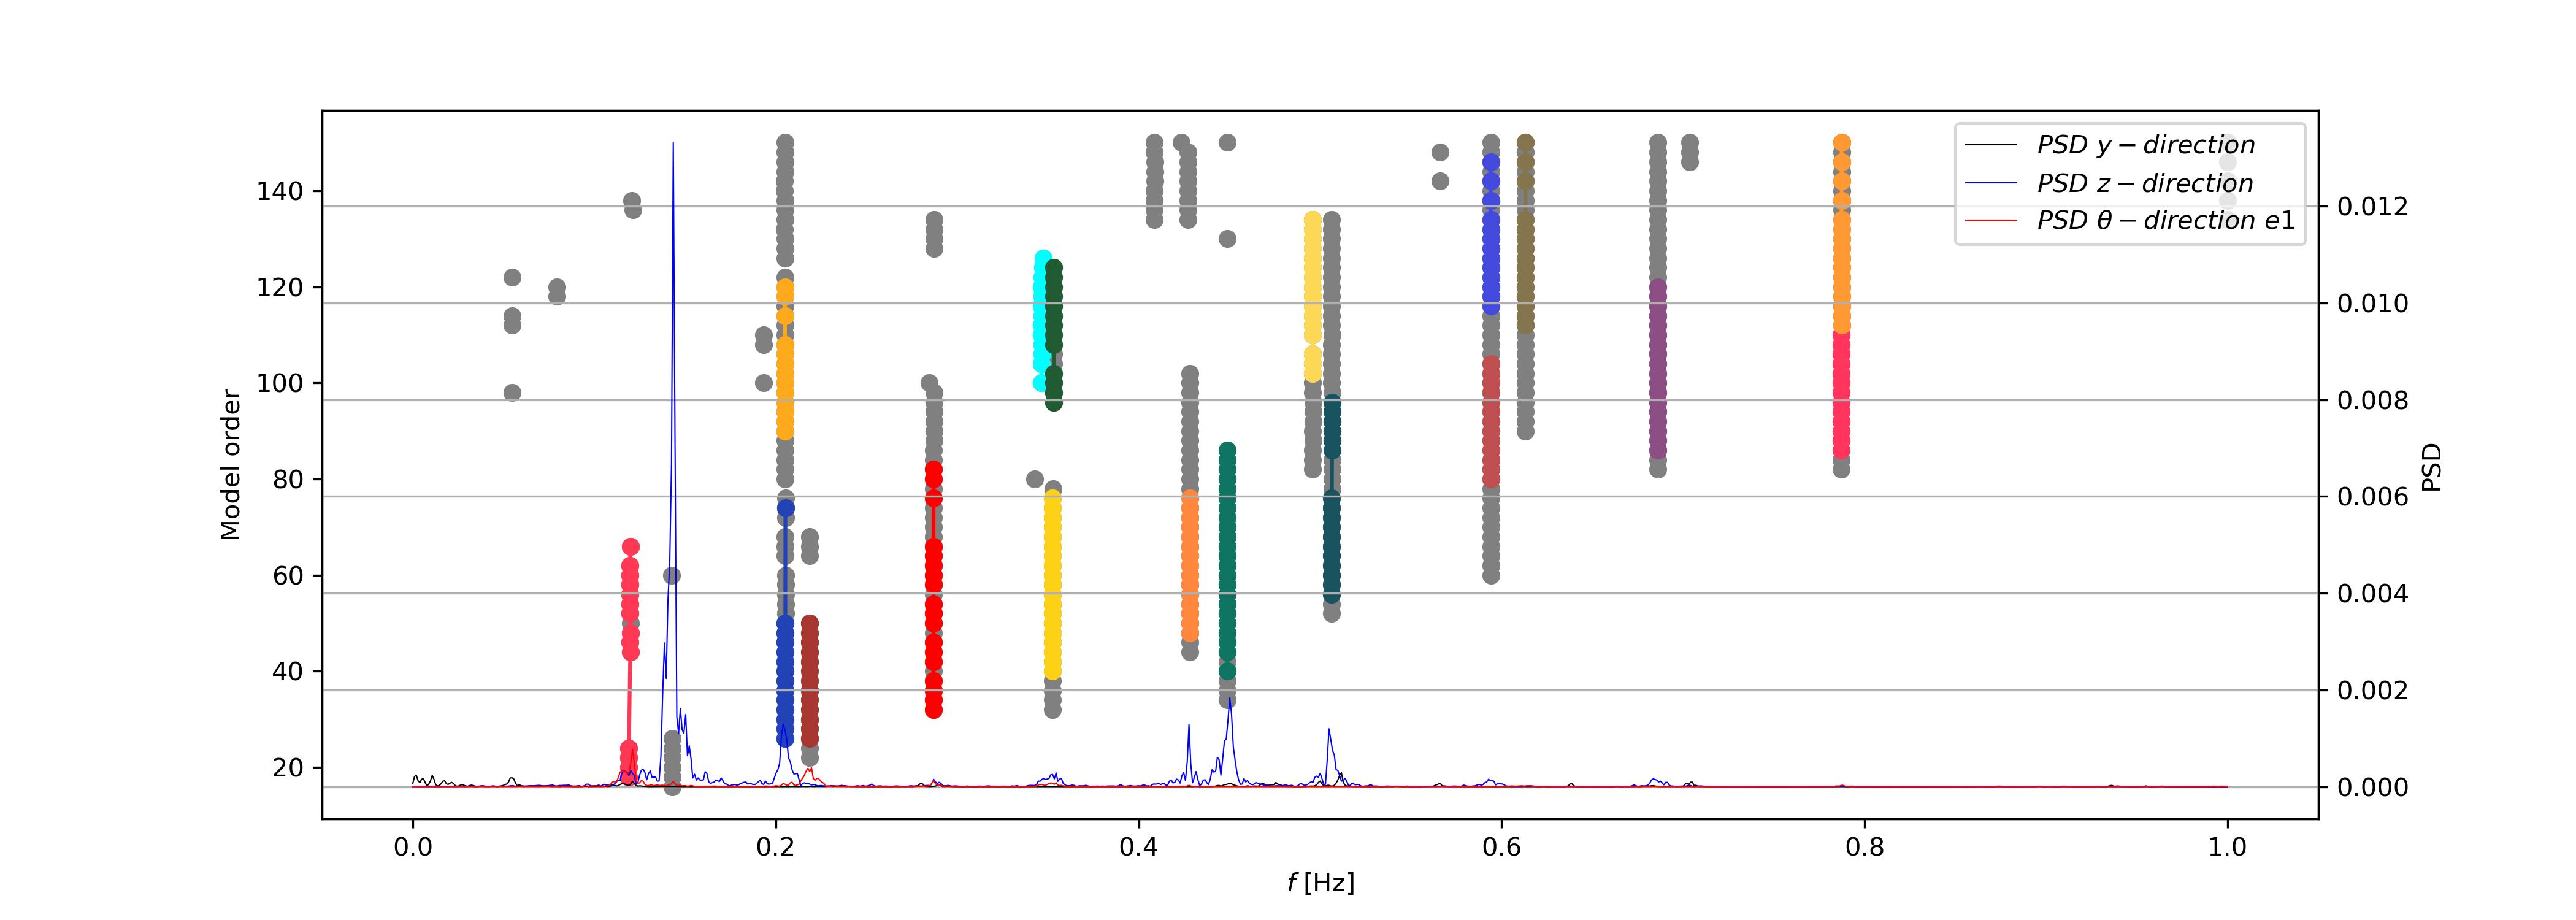 PSD y − direction
PSD z − direction
PSD θ − direction e1
140
120
100
80
60
40
20
Model order
0.012
0.010
0.008
0.006
0.004
0.002
0.000
PSD
0.0 0.2 0.4 0.6 0.8 1.0
f [Hz]